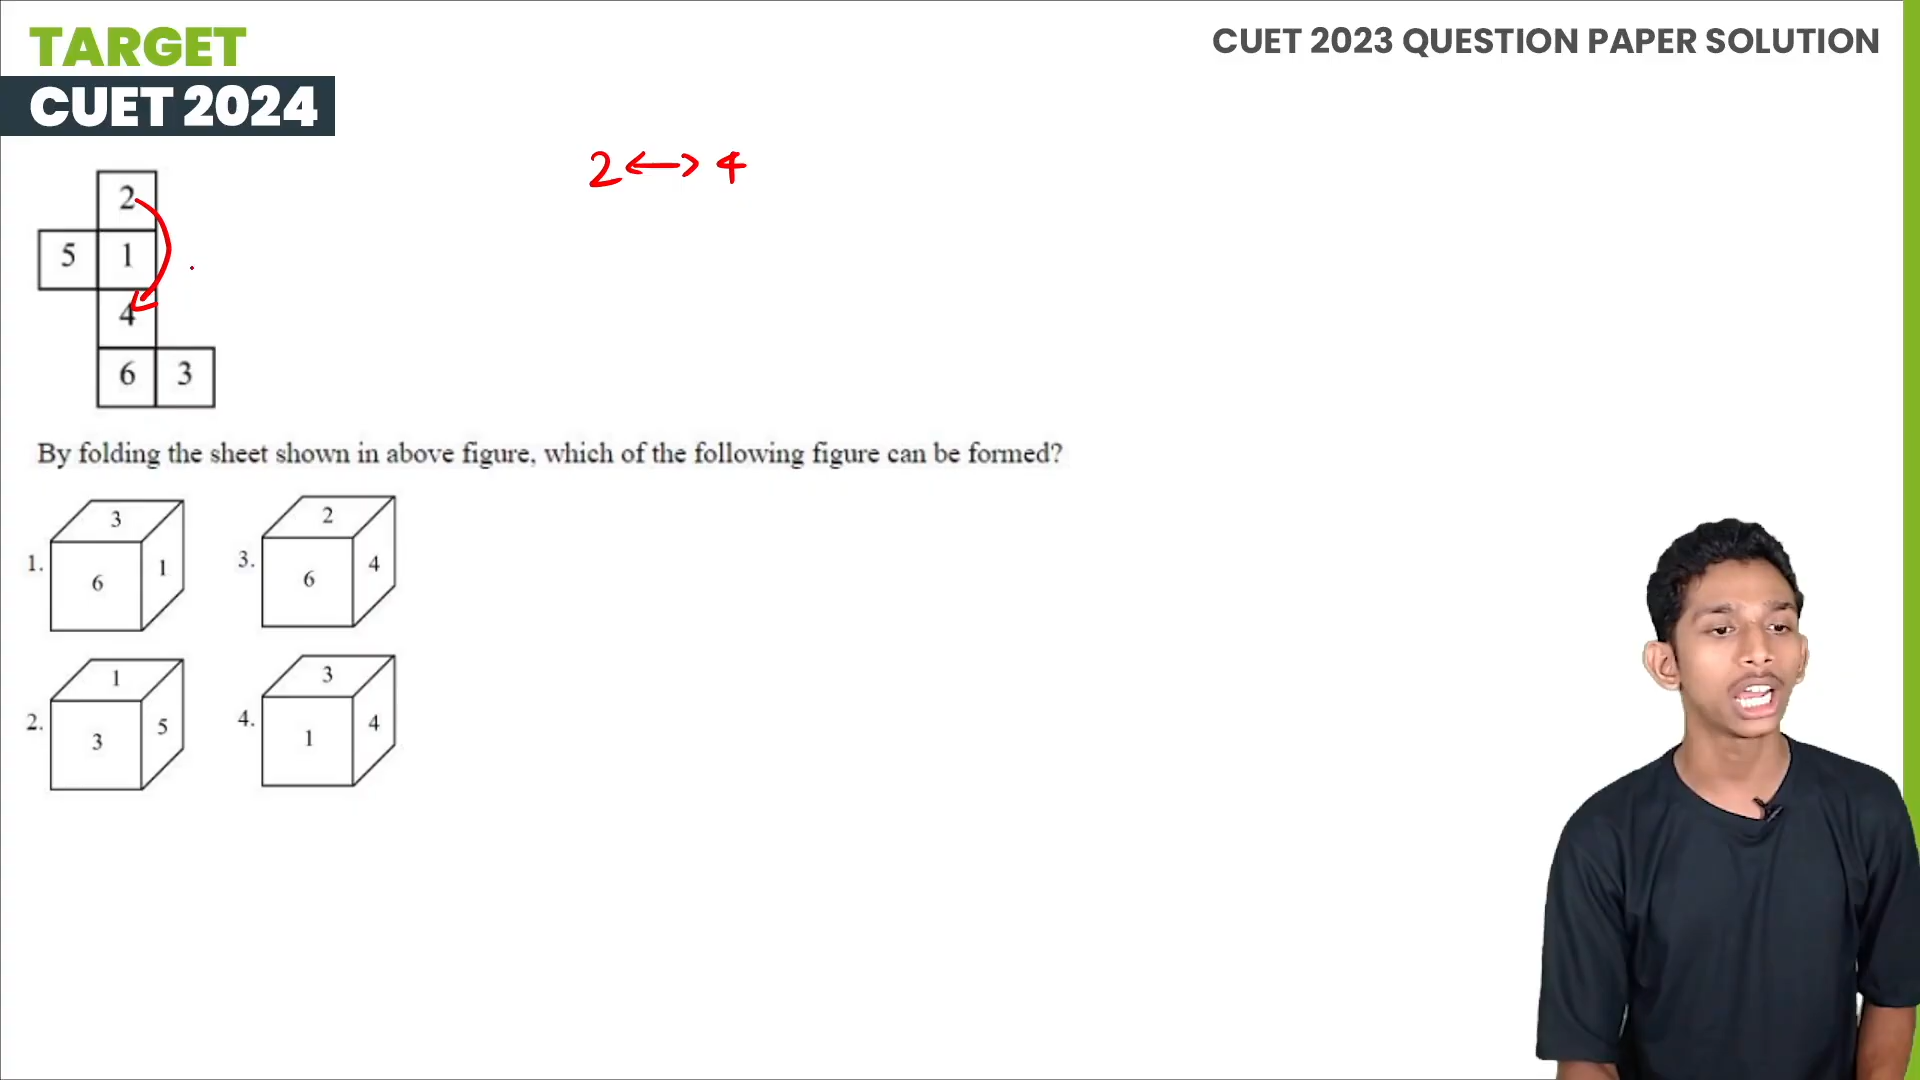 TARGET
CUET 2024
CUET 2023 QUESTION PAPER SOLUTION
2 ↔ 4
2
5 1
4
6 3
By folding the sheet shown in above figure, which of the following figure can be formed?
1. 3 6 1
3. 2 6 4
2. 1 3 5
4. 3 1 4